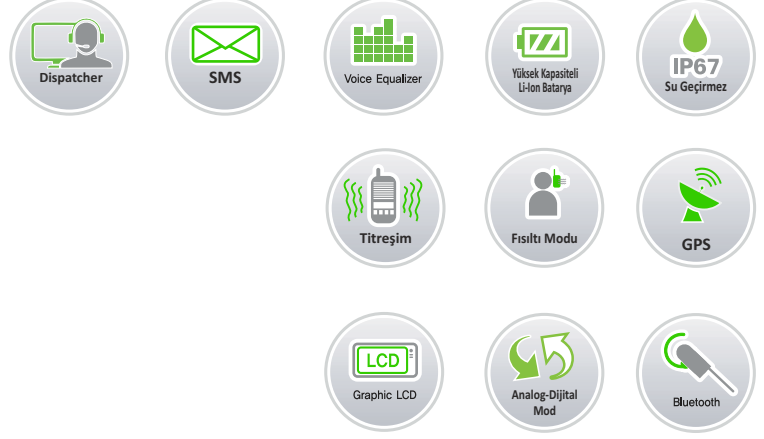 Dispatcher
SMS
Voice Equalizer
Yüksek Kapasiteli
Li-Ion Batarya
IP67
Su Geçirmez
Titreşim
Fısıltı Modu
GPS
LCD
Graphic LCD
Analog-Dijital
Mod
Bluetooth